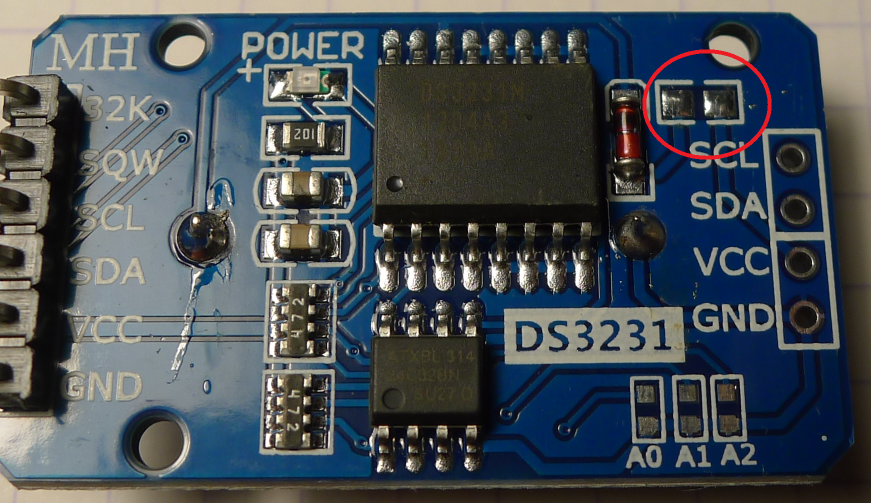 MH
POWER
+
32K
SQW
SCL
SDA
VCC
GND
201
472
472
SCL
SDA
VCC
GND
DS3231
A0 A1 A2